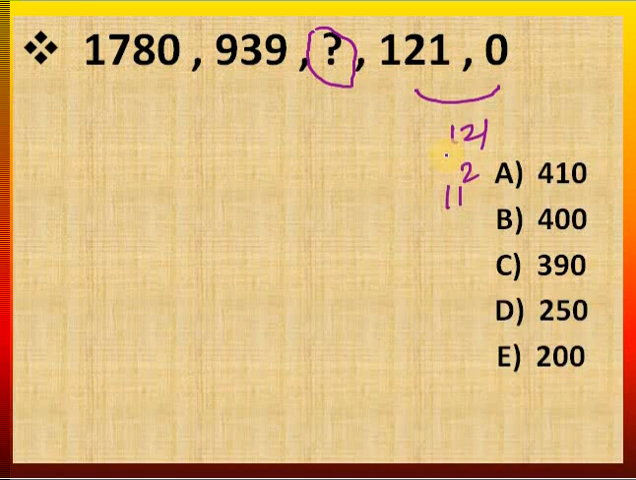 ❖ 1780 , 939 , ? , 121 , 0
121
2
11
A) 410
B) 400
C) 390
D) 250
E) 200